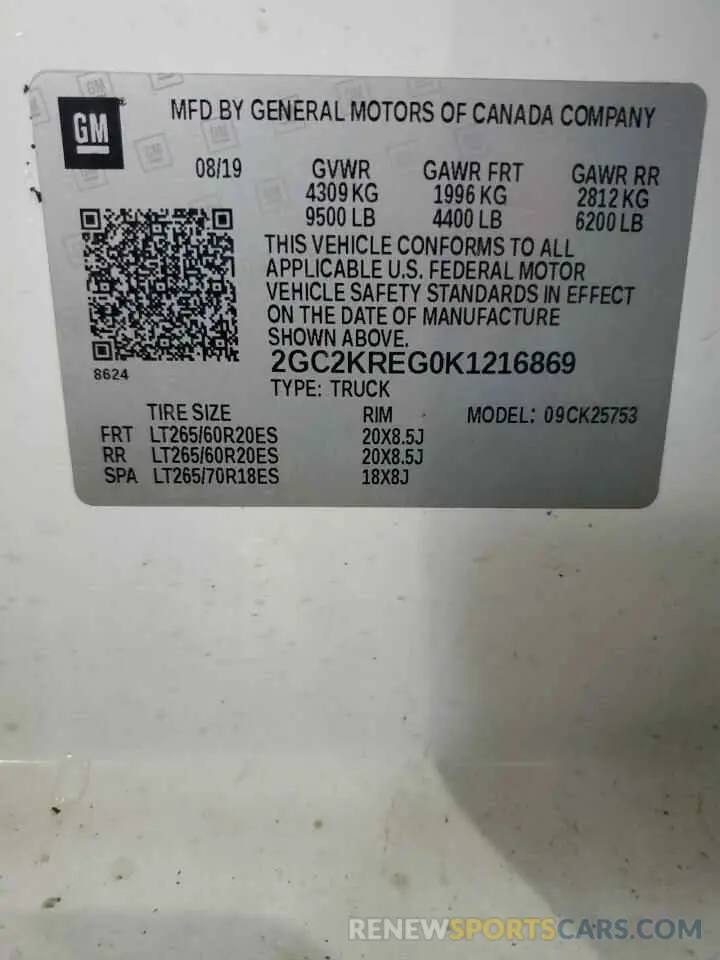 GM
MFD BY GENERAL MOTORS OF CANADA COMPANY
08/19 GVWR GAWR FRT GAWR RR
4309 KG 1996 KG 2812 KG
9500 LB 4400 LB 6200 LB
THIS VEHICLE CONFORMS TO ALL
APPLICABLE U.S. FEDERAL MOTOR
VEHICLE SAFETY STANDARDS IN EFFECT
ON THE DATE OF MANUFACTURE
SHOWN ABOVE.
2GC2KREG0K1216869
8624
TYPE: TRUCK
TIRE SIZE RIM MODEL: 09CK25753
FRT LT265/60R20ES 20X8.5J
RR LT265/60R20ES 20X8.5J
SPA LT265/70R18ES 18X8J
RENEWSPORTSCARS.COM